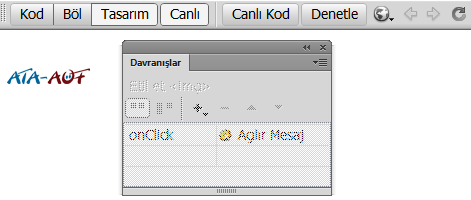 Kod Böl Tasarım Canlı Canlı Kod Denetle
ATA-AÖF
Davranışlar
Etiket <img>
onClick Açılır Mesaj